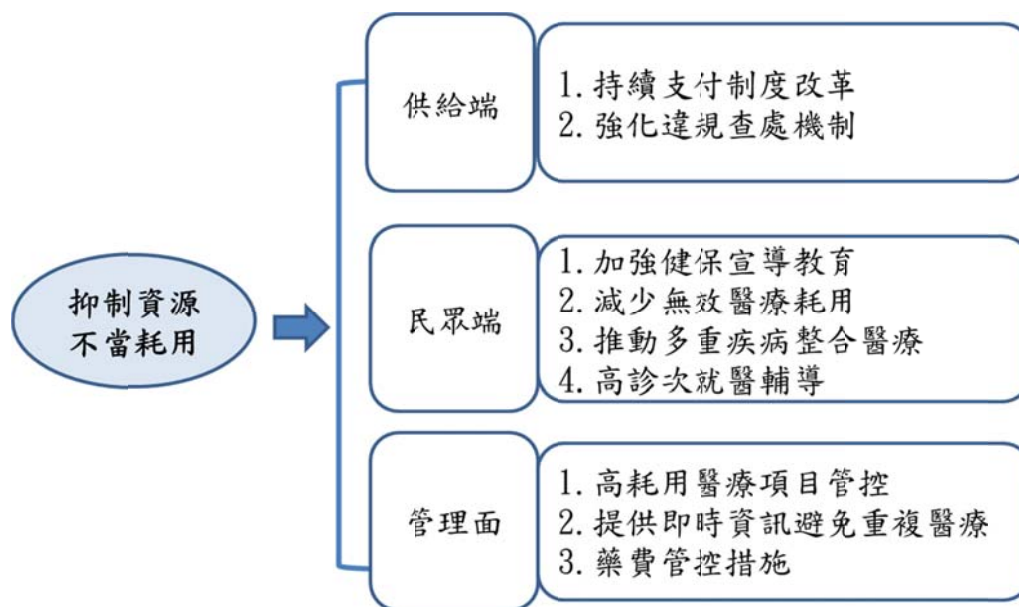 抑制資源
不當耗用
供給端
1. 持續支付制度改革
2. 強化違規查處機制
民眾端
1. 加強健保宣導教育
2. 減少無效醫療耗用
3. 推動多重疾病整合醫療
4. 高診次就醫輔導
管理面
1. 高耗用醫療項目管控
2. 提供即時資訊避免重複醫療
3. 藥費管控措施